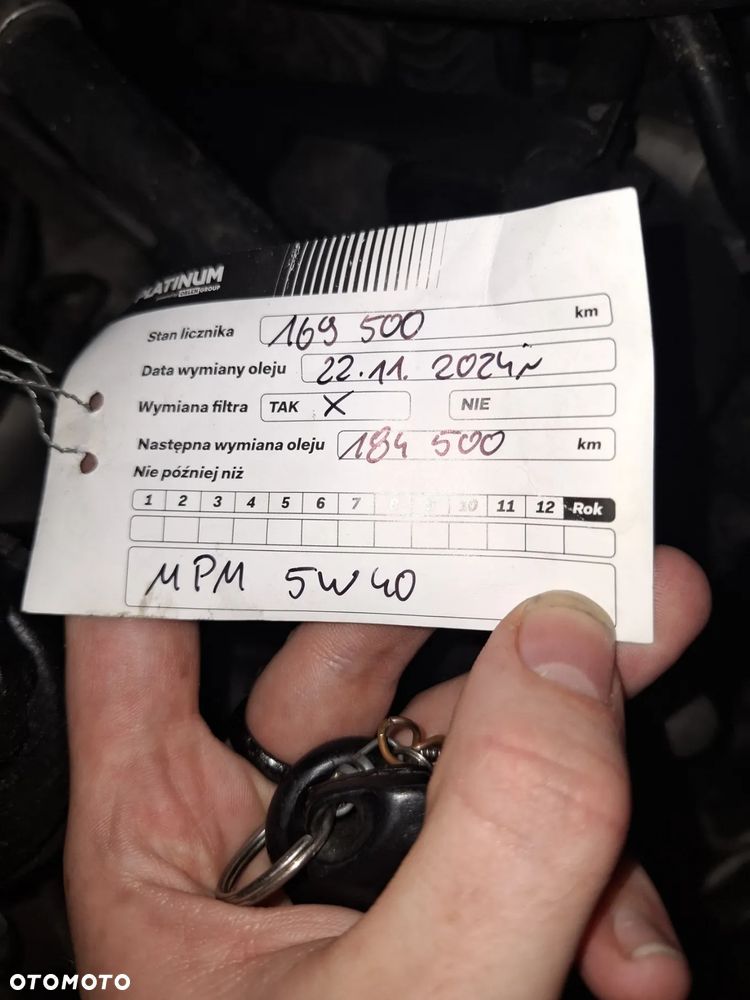 PLATINUM
ORLEN GROUP
Stan licznika 169 500 km
Data wymiany oleju 22.11.2024r
Wymiana filtra TAK X NIE
Następna wymiana oleju 184 500 km
Nie później niż
1 2 3 4 5 6 7 8 9 10 11 12 Rok
MPM 5W40
OTOMOTO